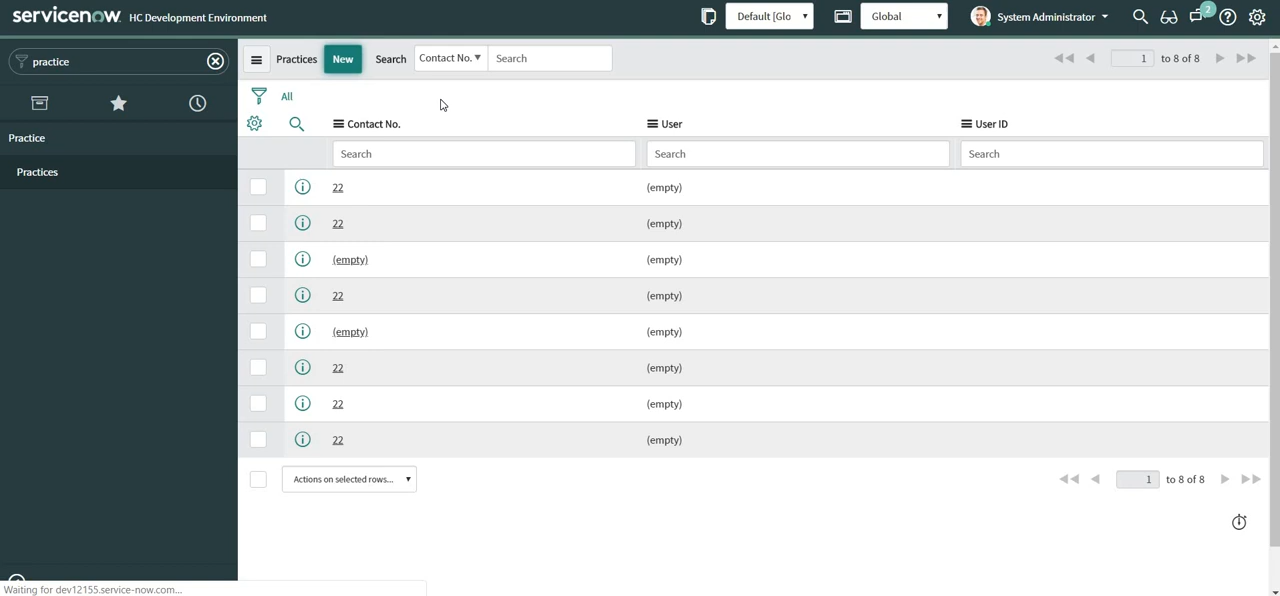 servicenow. HC Development Environment
Default [Glo
Global
System Administrator
2
practice
Practices
New
Search
Contact No.
Search
1 to 8 of 8
All
Contact No.
User
User ID
Search
Search
Search
Practice
Practices
22
(empty)
22
(empty)
(empty)
(empty)
22
(empty)
(empty)
(empty)
22
(empty)
22
(empty)
22
(empty)
Actions on selected rows...
1 to 8 of 8
Waiting for dev12155.service-now.com...